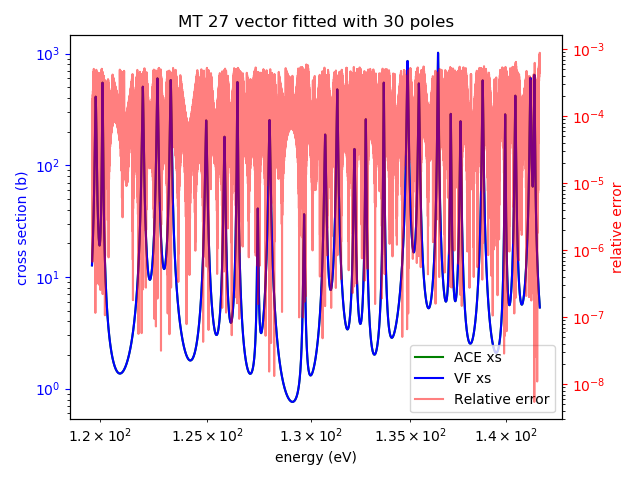 MT 27 vector fitted with 30 poles
cross section (b)
10³
10²
10¹
10⁰
10⁻³
10⁻⁴
10⁻⁵
10⁻⁶
10⁻⁷
10⁻⁸
relative error
ACE xs
VF xs
Relative error
1.2 × 10² 1.25 × 10² 1.3 × 10² 1.35 × 10² 1.4 × 10²
energy (eV)